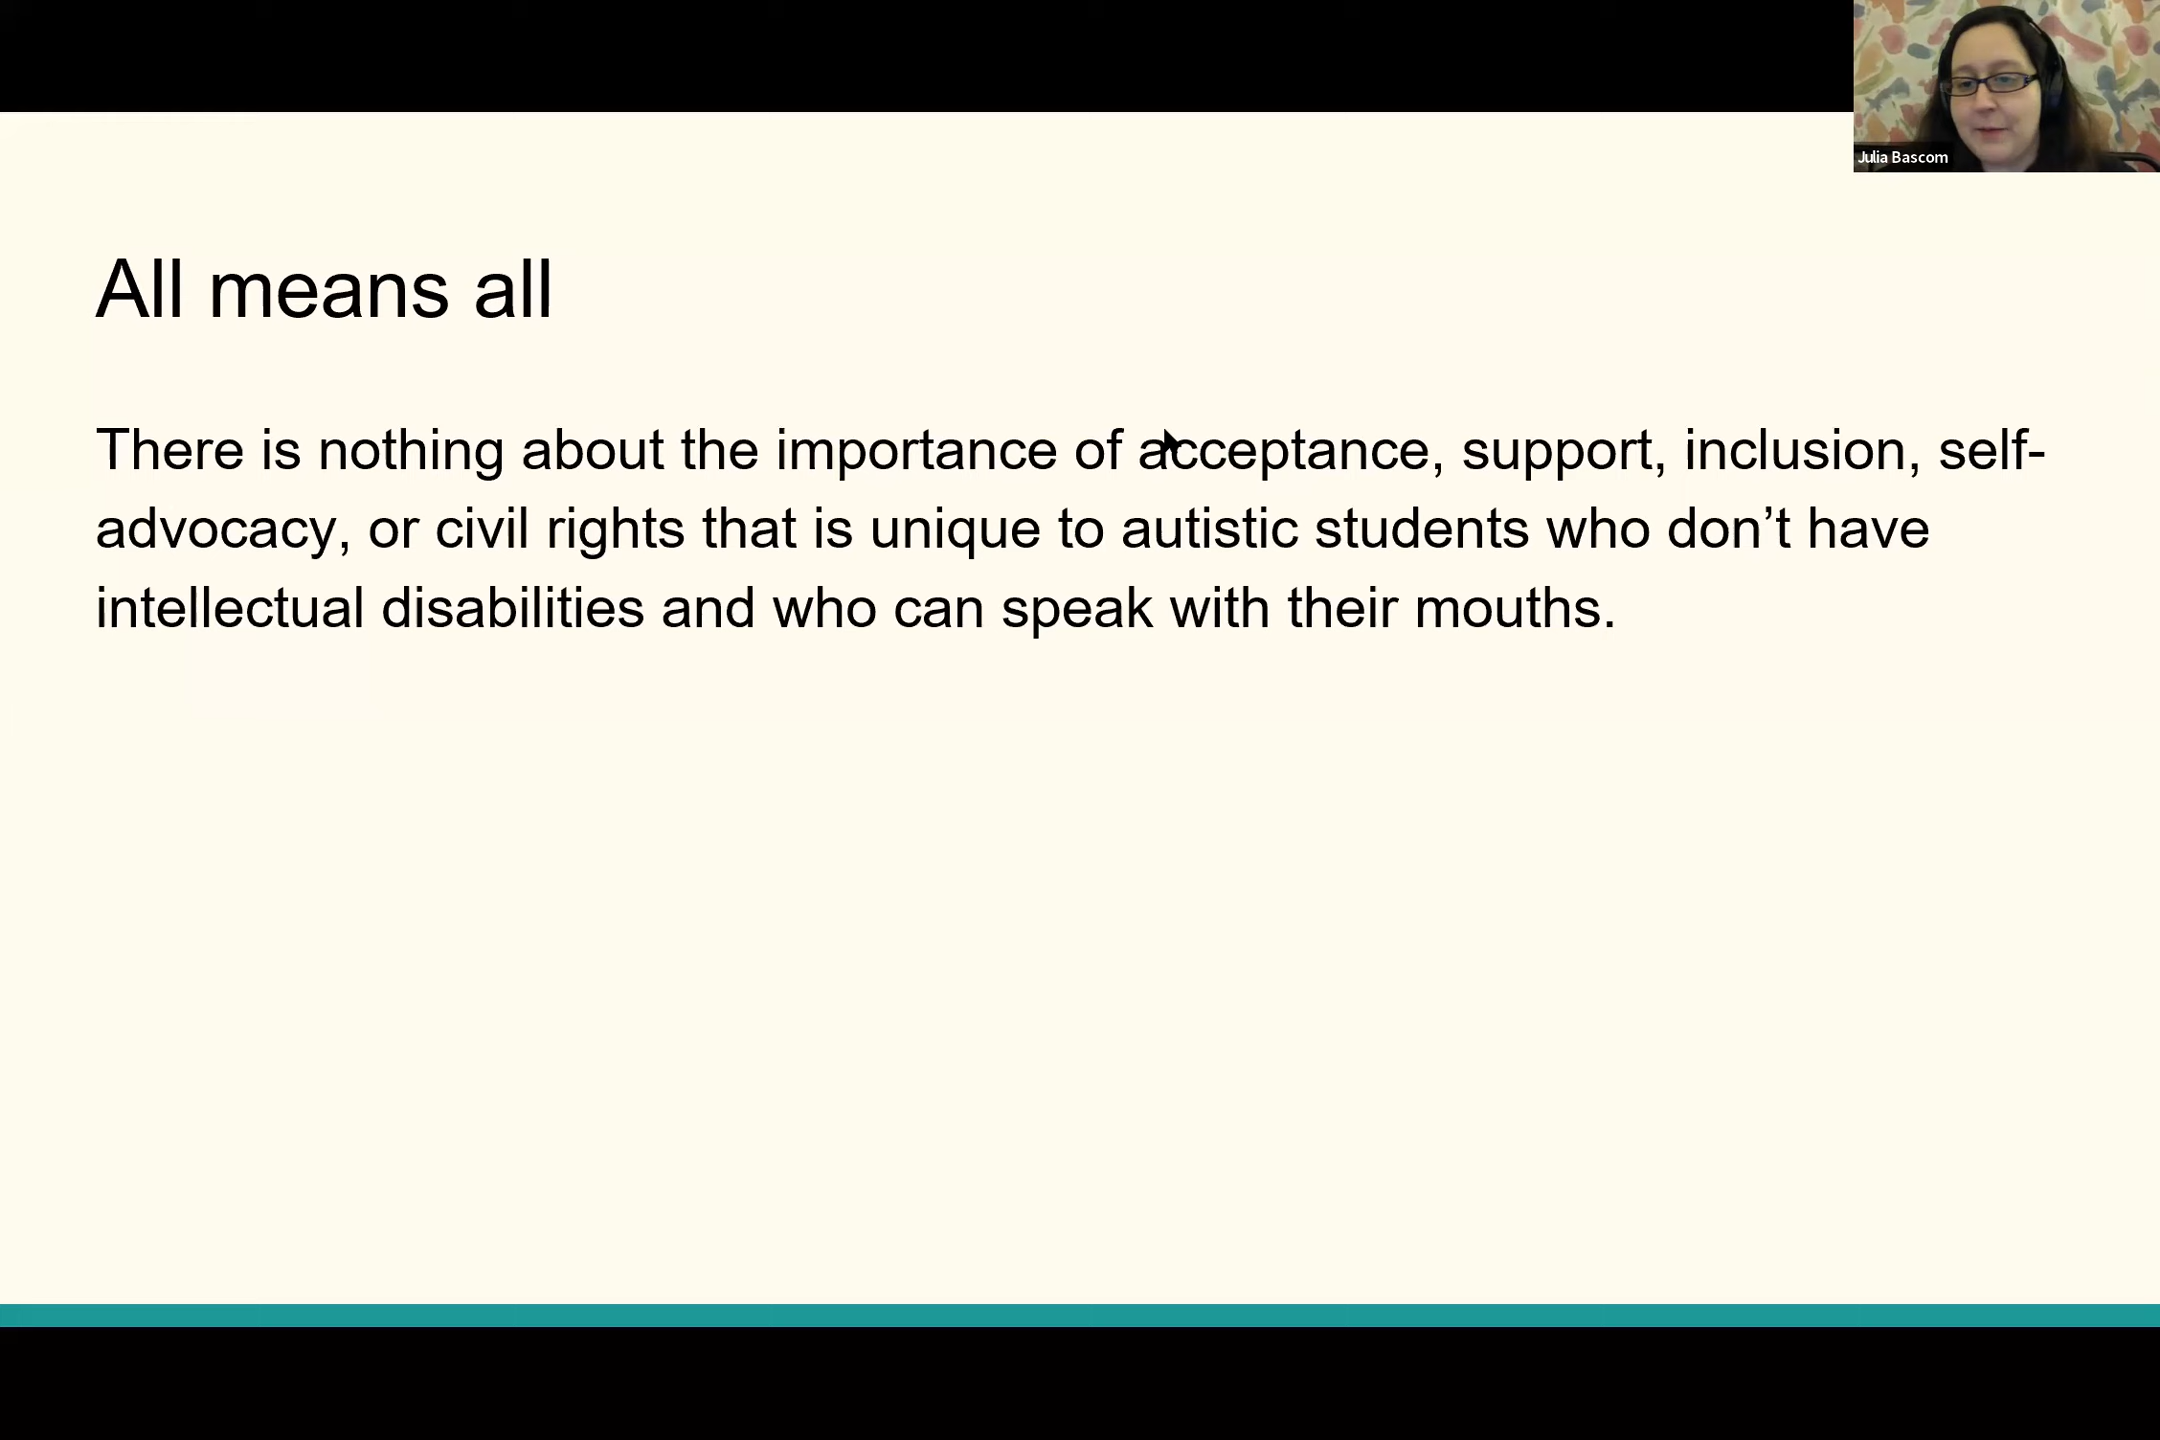 Julia Bascom
All means all
There is nothing about the importance of acceptance, support, inclusion, self-
advocacy, or civil rights that is unique to autistic students who don’t have
intellectual disabilities and who can speak with their mouths.